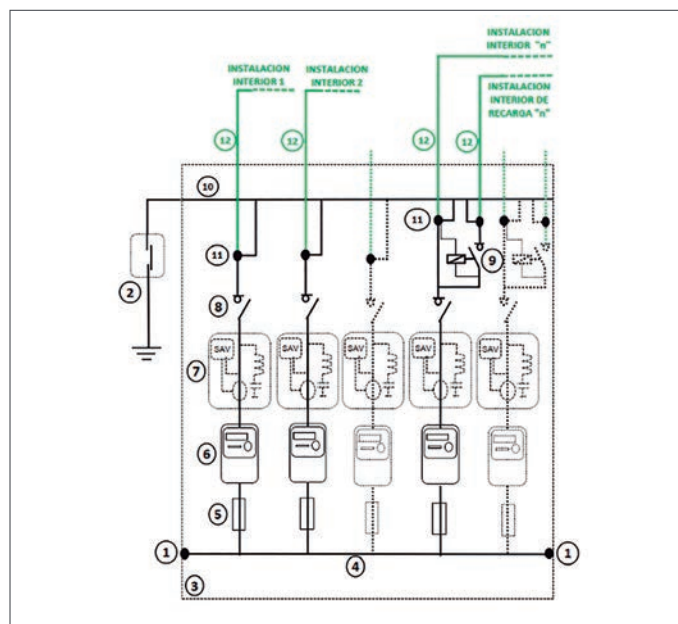 INSTALACION
INTERIOR "n"
INSTALACION
INTERIOR 1
INSTALACION
INTERIOR 2
INSTALACION
INTERIOR DE
RECARGA "n"
12
12
12
12
10
11
11
9
2
8
SAV
SAV
SAV
SAV
SAV
7
6
5
1
4
1
3